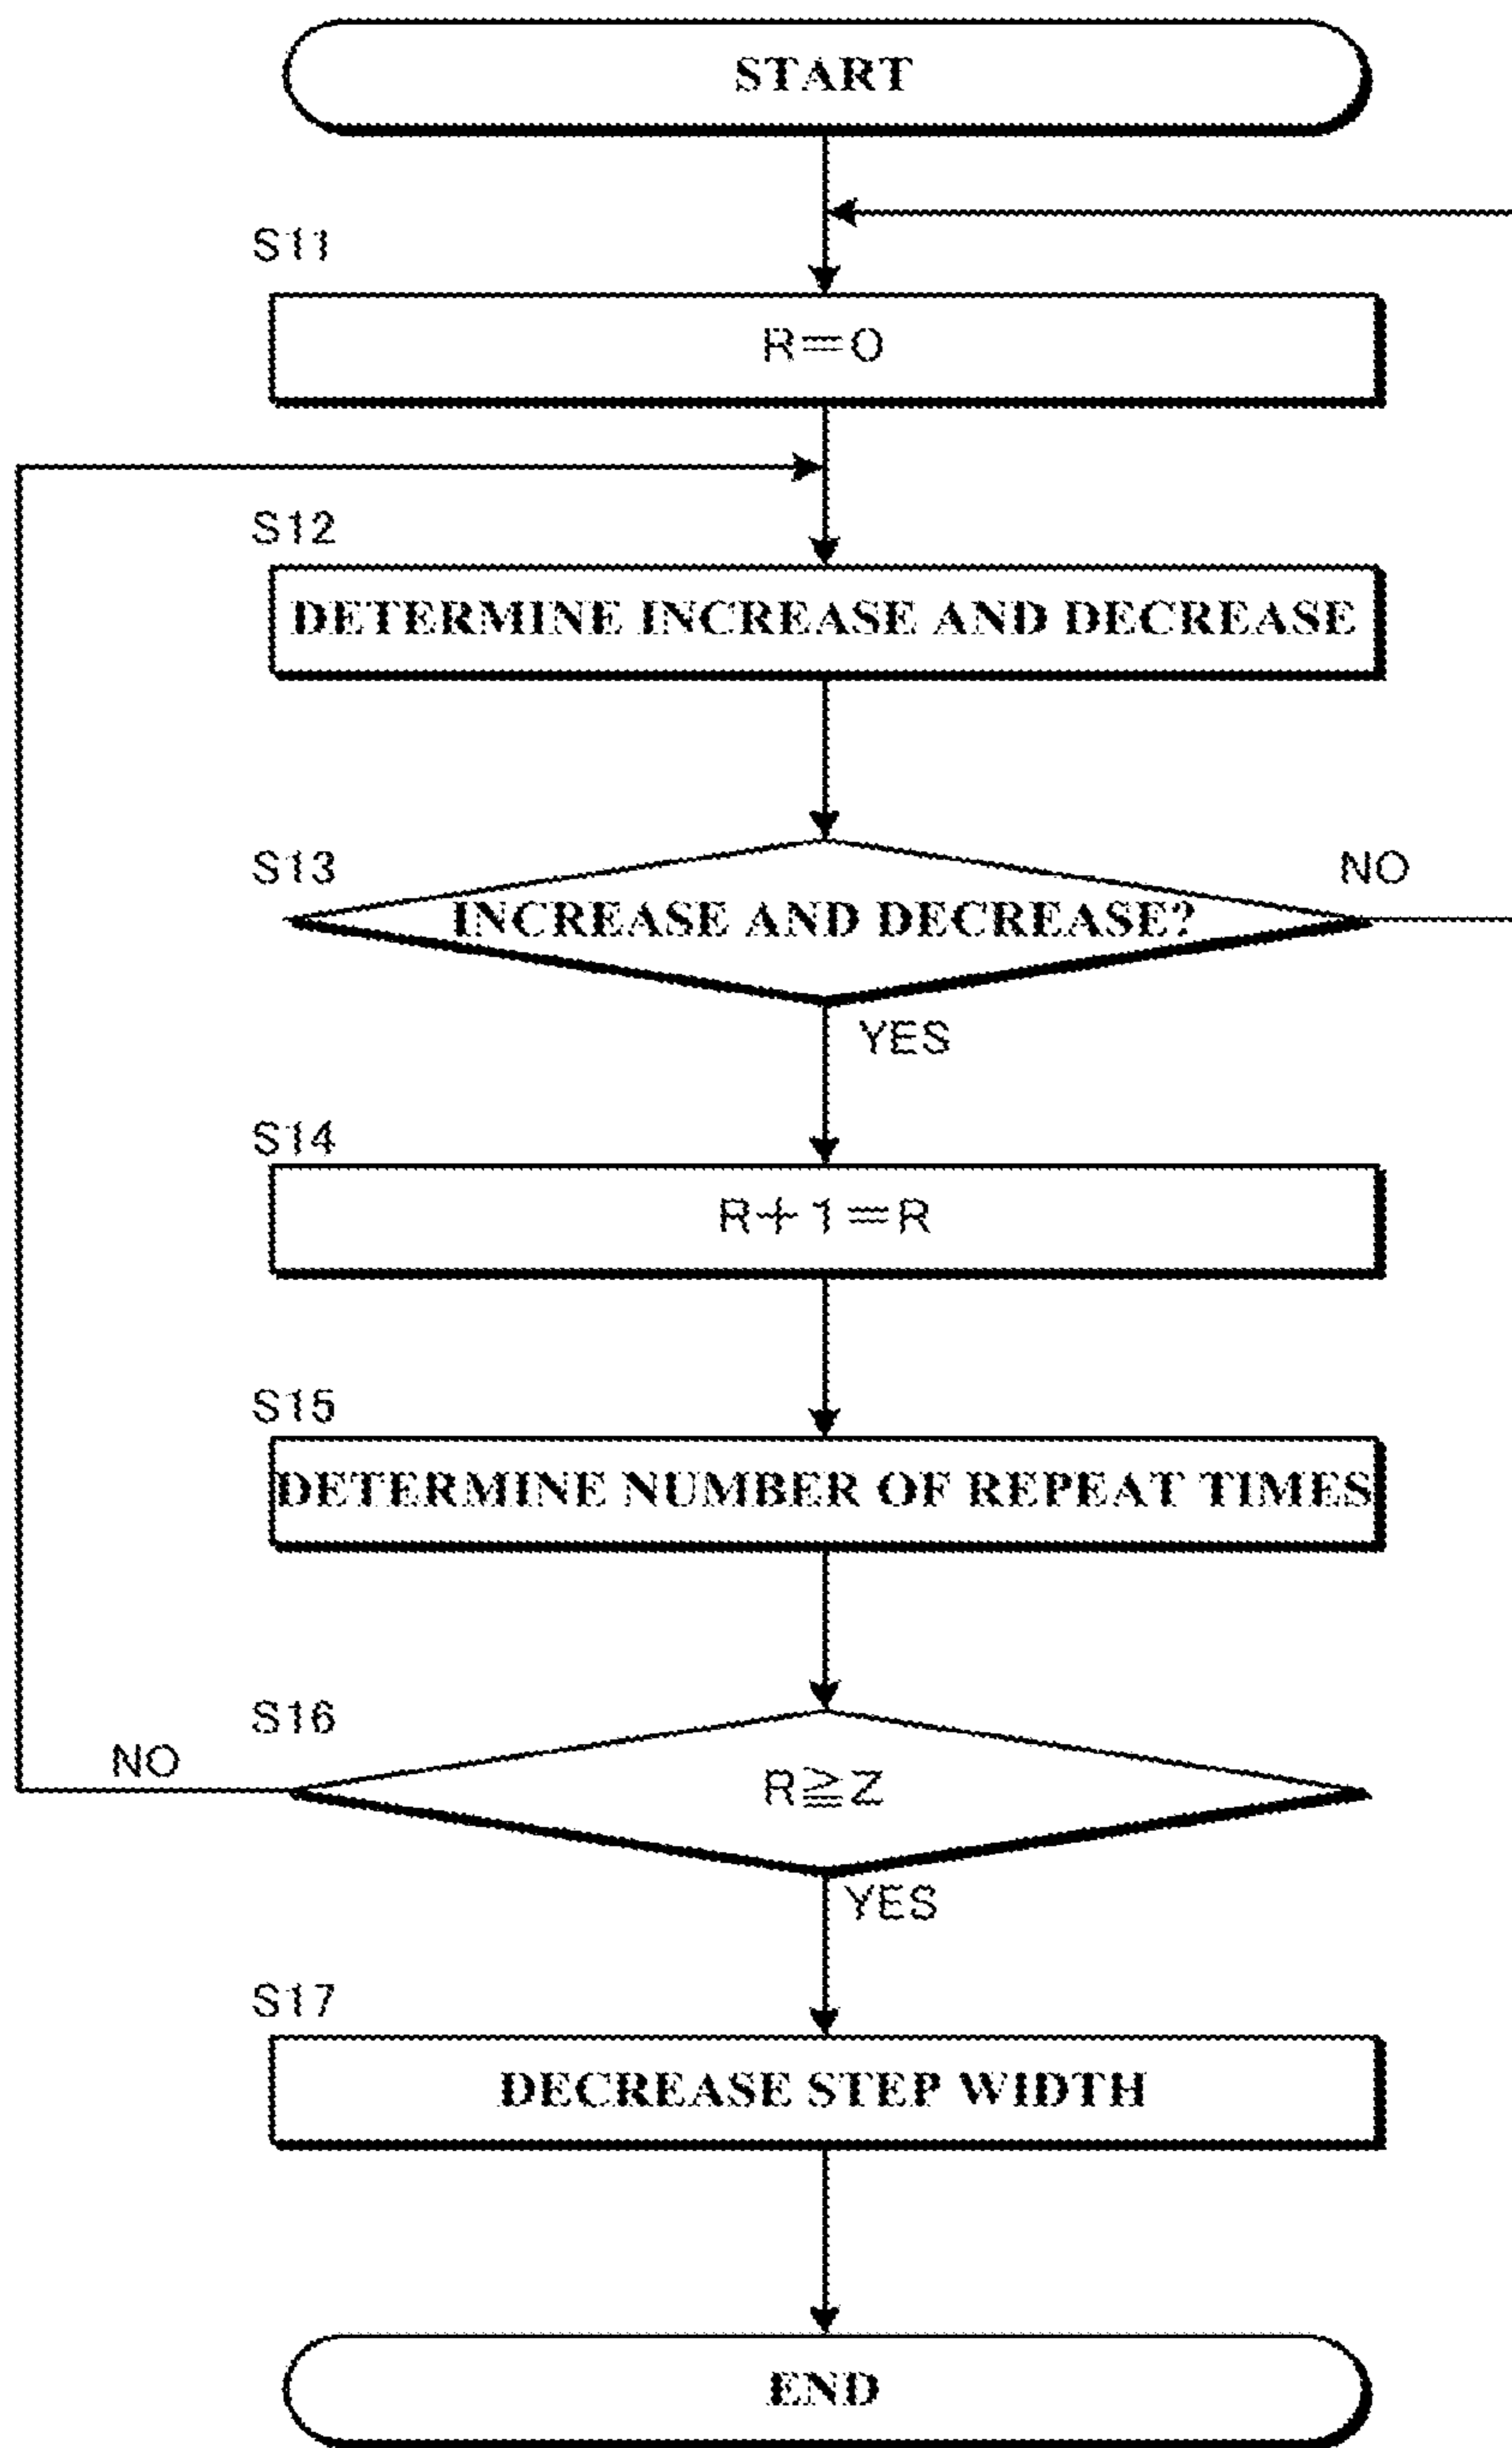 START
S11
R=0
S12
DETERMINE INCREASE AND DECREASE
S13
NO
INCREASE AND DECREASE?
YES
S14
R+1=R
S15
DETERMINE NUMBER OF REPEAT TIMES
S16
NO
R≧Z
YES
S17
DECREASE STEP WIDTH
END